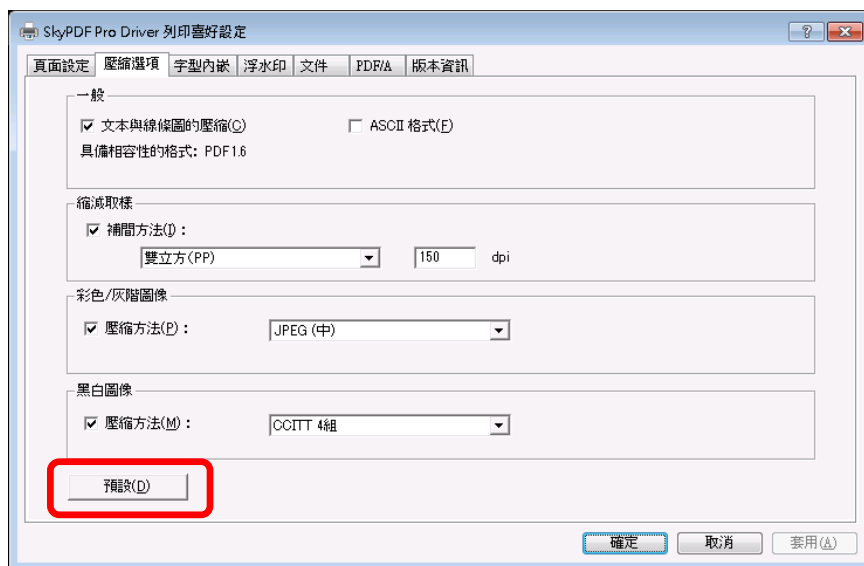 SkyPDF Pro Driver 列印喜好設定
頁面設定 壓縮選項 字型內嵌 浮水印 文件 PDF/A 版本資訊
一般
文本與線條圖的壓縮(C) ASCII 格式(F)
具備相容性的格式: PDF1.6
縮減取樣
補間方法(I)：
雙立方(PP) 150 dpi
彩色/灰階圖像
壓縮方法(P)： JPEG (中)
黑白圖像
壓縮方法(M)： CCITT 4組
預設(D)
確定 取消 套用(A)